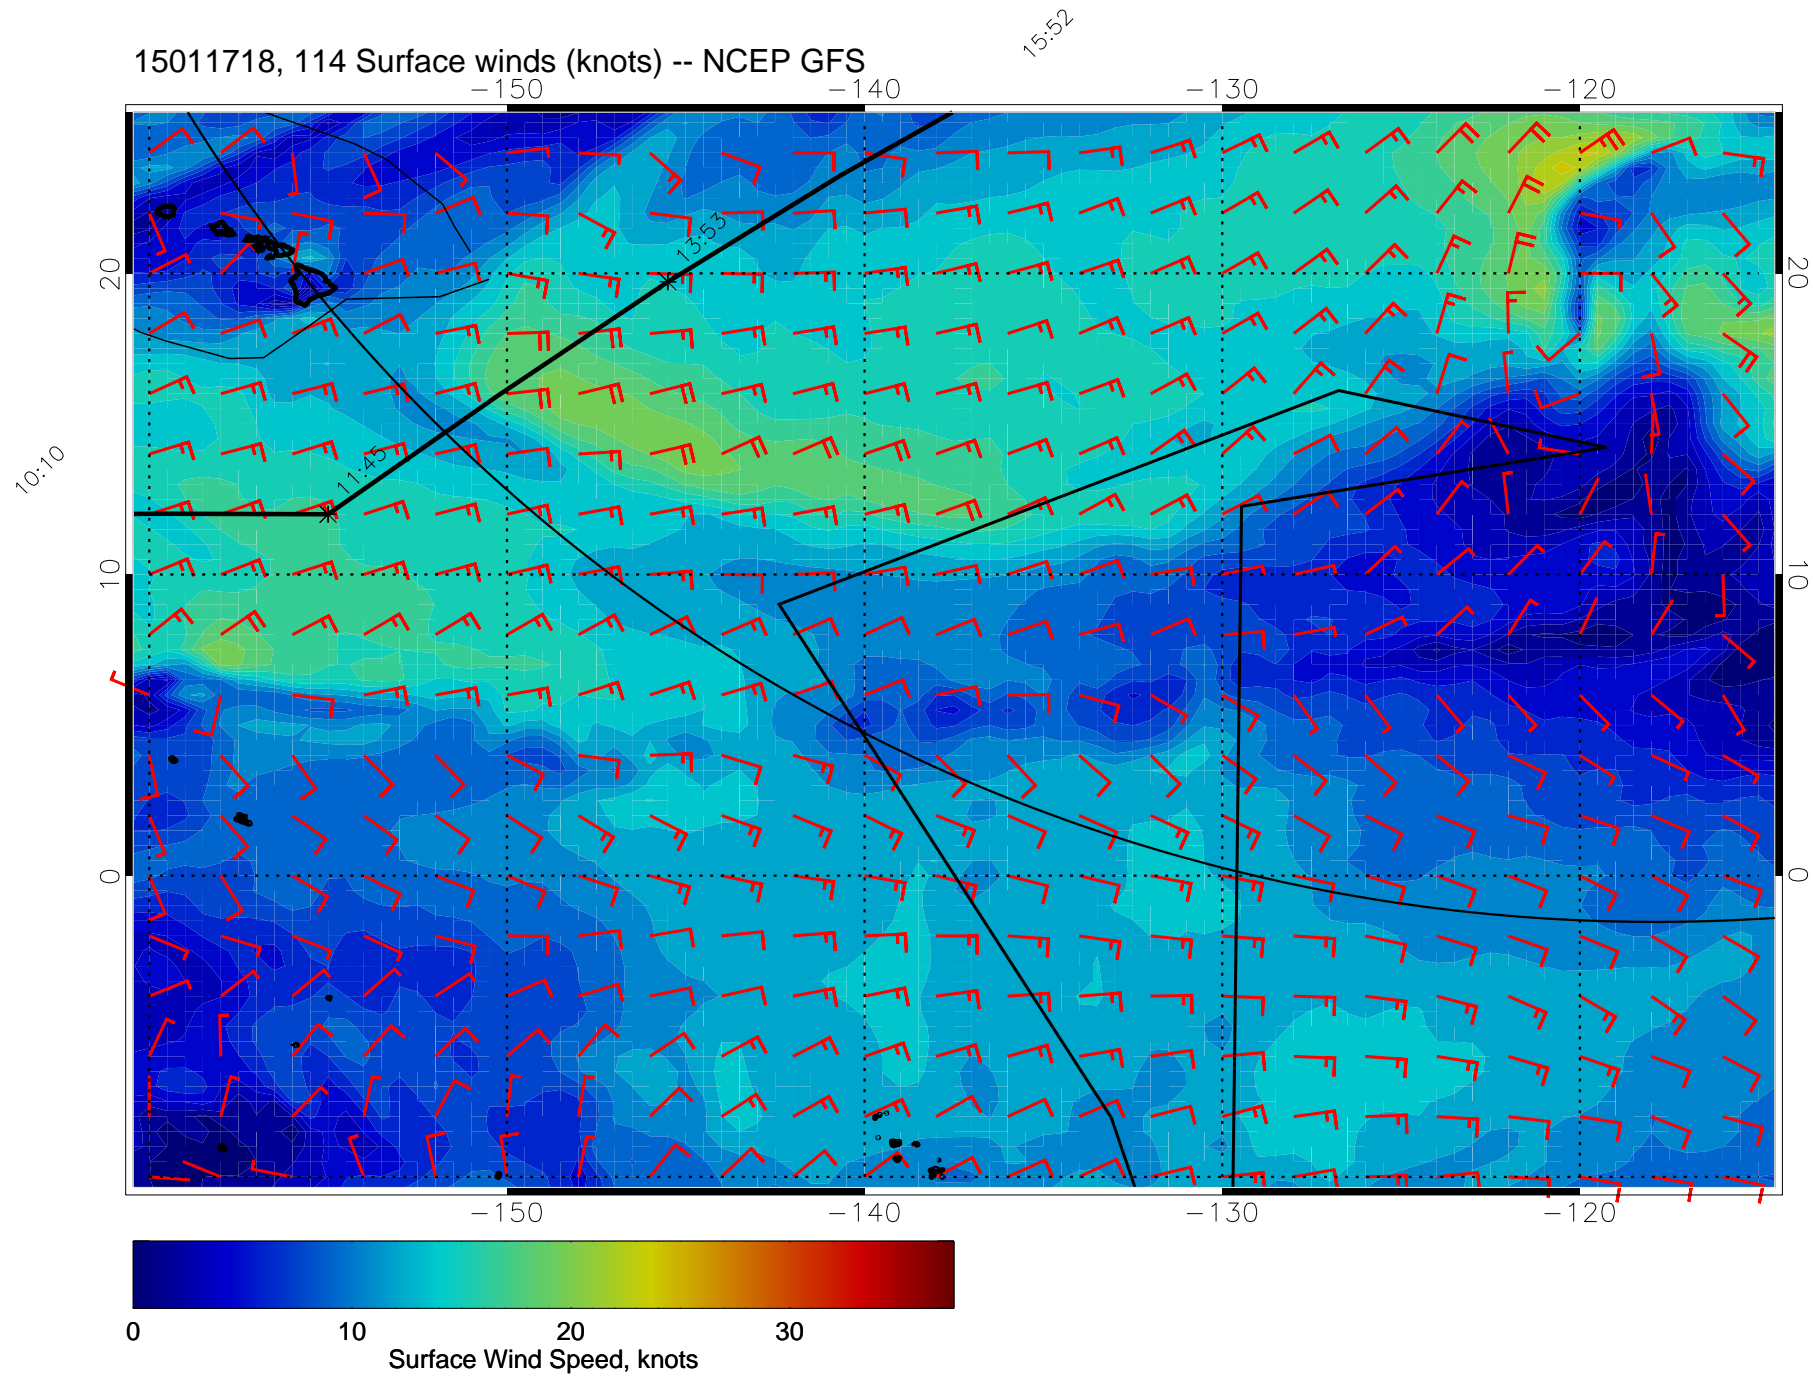 15:52
15011718, 114 Surface winds (knots) -- NCEP GFS
-150 -140 -130 -120
13:53
20 20
11:45
10:10
10 10
0 0
-150 -140 -130 -120
0 10 20 30
Surface Wind Speed, knots